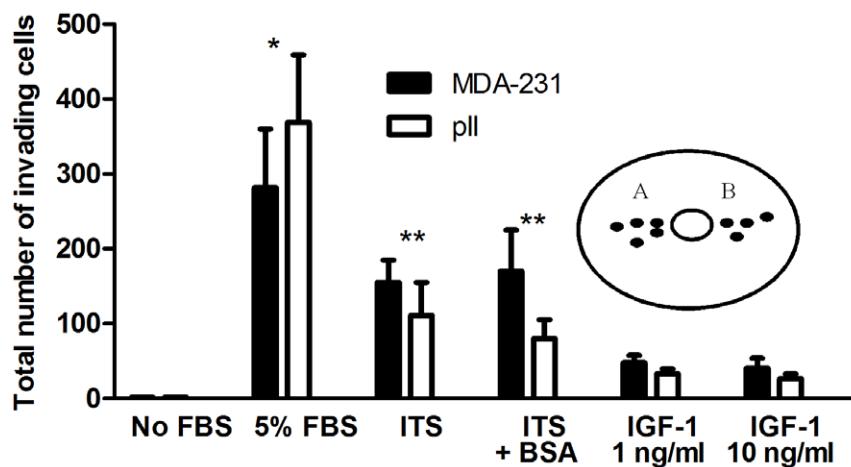 Total number of invading cells
500
400
300
200
100
0
*
**
**
MDA-231
pII
A
B
No FBS
5% FBS
ITS
ITS
+ BSA
IGF-1
1 ng/ml
IGF-1
10 ng/ml